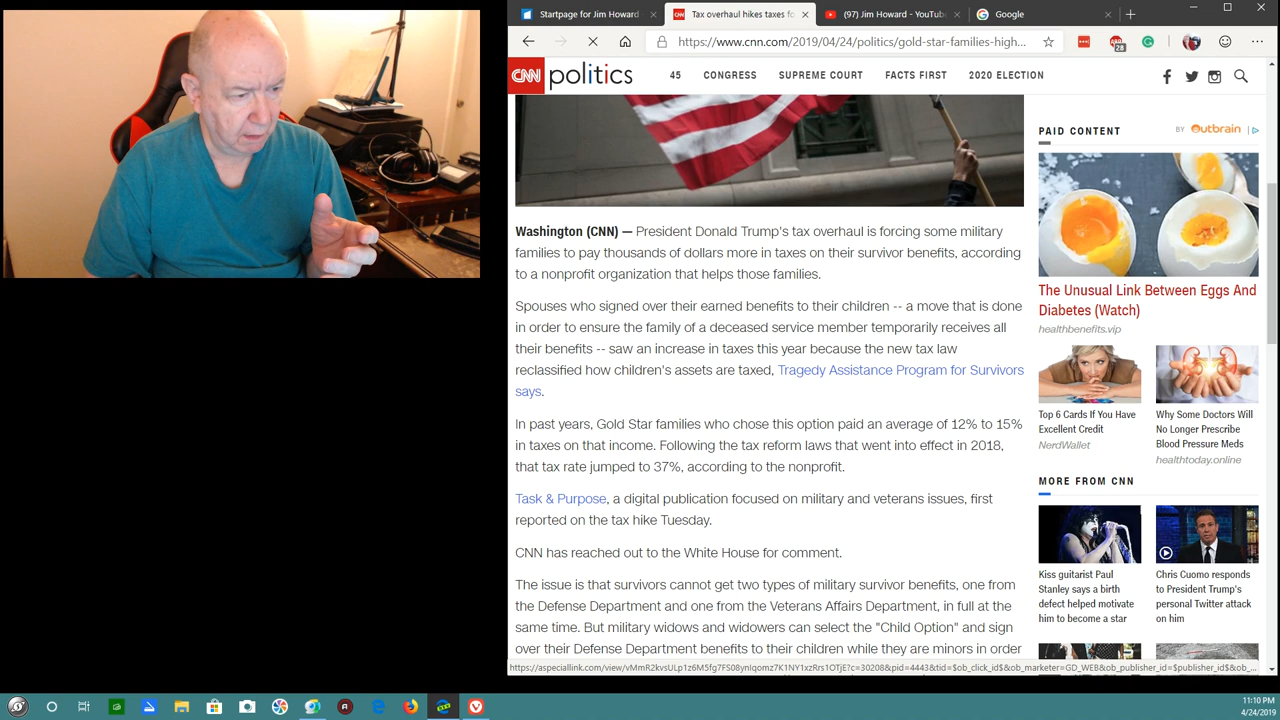 Startpage for Jim Howard
Tax overhaul hikes taxes fo
(97) Jim Howard - YouTub
Google
https://www.cnn.com/2019/04/24/politics/gold-star-families-high...
28
CNN politics
45
CONGRESS
SUPREME COURT
FACTS FIRST
2020 ELECTION
Washington (CNN) — President Donald Trump's tax overhaul is forcing some military
families to pay thousands of dollars more in taxes on their survivor benefits, according
to a nonprofit organization that helps those families.
Spouses who signed over their earned benefits to their children -- a move that is done
in order to ensure the family of a deceased service member temporarily receives all
their benefits -- saw an increase in taxes this year because the new tax law
reclassified how children's assets are taxed, Tragedy Assistance Program for Survivors
says.
In past years, Gold Star families who chose this option paid an average of 12% to 15%
in taxes on that income. Following the tax reform laws that went into effect in 2018,
that tax rate jumped to 37%, according to the nonprofit.
Task & Purpose, a digital publication focused on military and veterans issues, first
reported on the tax hike Tuesday.
CNN has reached out to the White House for comment.
The issue is that survivors cannot get two types of military survivor benefits, one from
the Defense Department and one from the Veterans Affairs Department, in full at the
same time. But military widows and widowers can select the "Child Option" and sign
over their Defense Department benefits to their children while they are minors in order
PAID CONTENT
BY Outbrain
The Unusual Link Between Eggs And
Diabetes (Watch)
healthbenefits.vip
Top 6 Cards If You Have
Excellent Credit
NerdWallet
Why Some Doctors Will
No Longer Prescribe
Blood Pressure Meds
healthtoday.online
MORE FROM CNN
Kiss guitarist Paul
Stanley says a birth
defect helped motivate
him to become a star
Chris Cuomo responds
to President Trump's
personal Twitter attack
on him
11:10 PM
4/24/2019